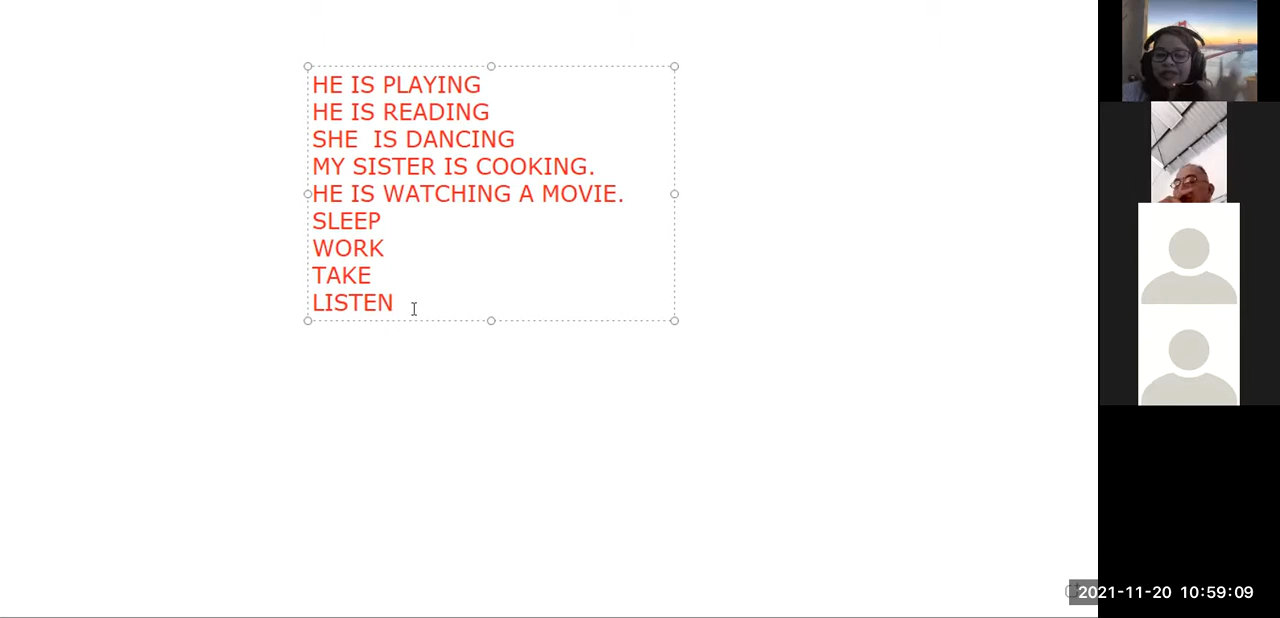 HE IS PLAYING
HE IS READING
SHE  IS DANCING
MY SISTER IS COOKING.
HE IS WATCHING A MOVIE.
SLEEP
WORK
TAKE
LISTEN
2021-11-20 10:59:09